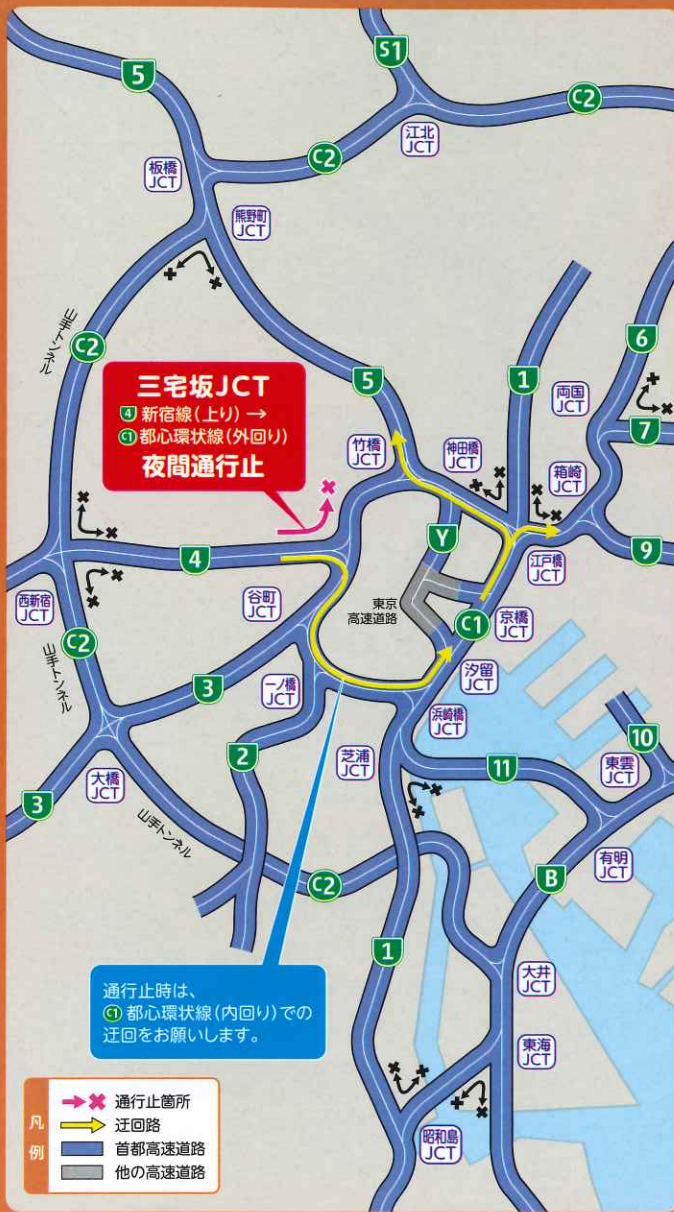 5
S1
C2
江北
JCT
C2
板橋
JCT
熊野町
JCT
山手トンネル
C2
6
5
1
両国
JCT
7
三宅坂JCT
4 新宿線(上り) →
C1 都心環状線(外回り)
夜間通行止
竹橋
JCT
神田橋
JCT
箱崎
JCT
Y
9
4
江戸橋
JCT
西新宿
JCT
谷町
JCT
東京
高速道路
C1
京橋
JCT
C2
山手トンネル
3
一ノ橋
JCT
汐留
JCT
浜崎橋
JCT
2
芝浦
JCT
11
10
東雲
JCT
3
大橋
JCT
山手トンネル
C2
B
有明
JCT
1
通行止時は、
C1 都心環状線(内回り)での
迂回をお願いします。
大井
JCT
東海
JCT
昭和島
JCT
凡例
通行止箇所
迂回路
首都高速道路
他の高速道路